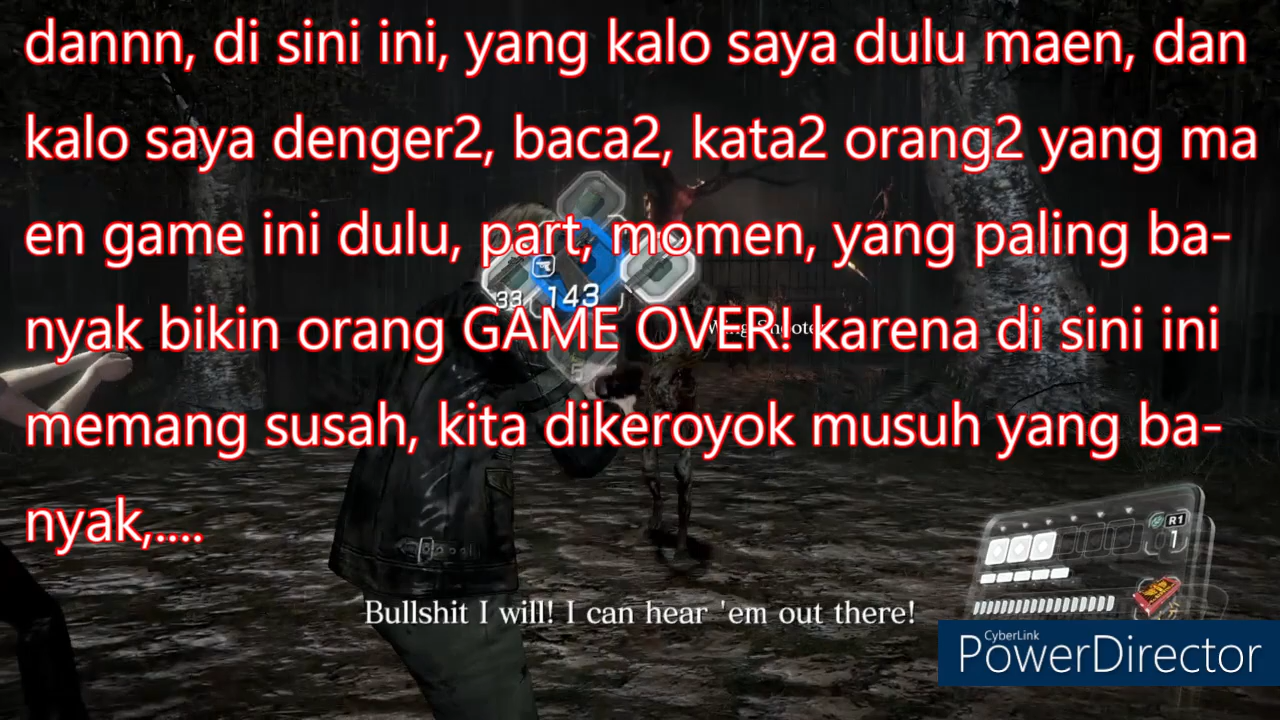 dannn, di sini ini, yang kalo saya dulu maen, dan
kalo saya denger2, baca2, kata2 orang2 yang ma
en game ini dulu, part, momen, yang paling ba-
33 143
nyak bikin orang GAME OVER! karena di sini ini
Wing Shooter
5
memang susah, kita dikeroyok musuh yang ba-
nyak,....
R1
1
Bullshit I will! I can hear 'em out there!
CyberLink
PowerDirector